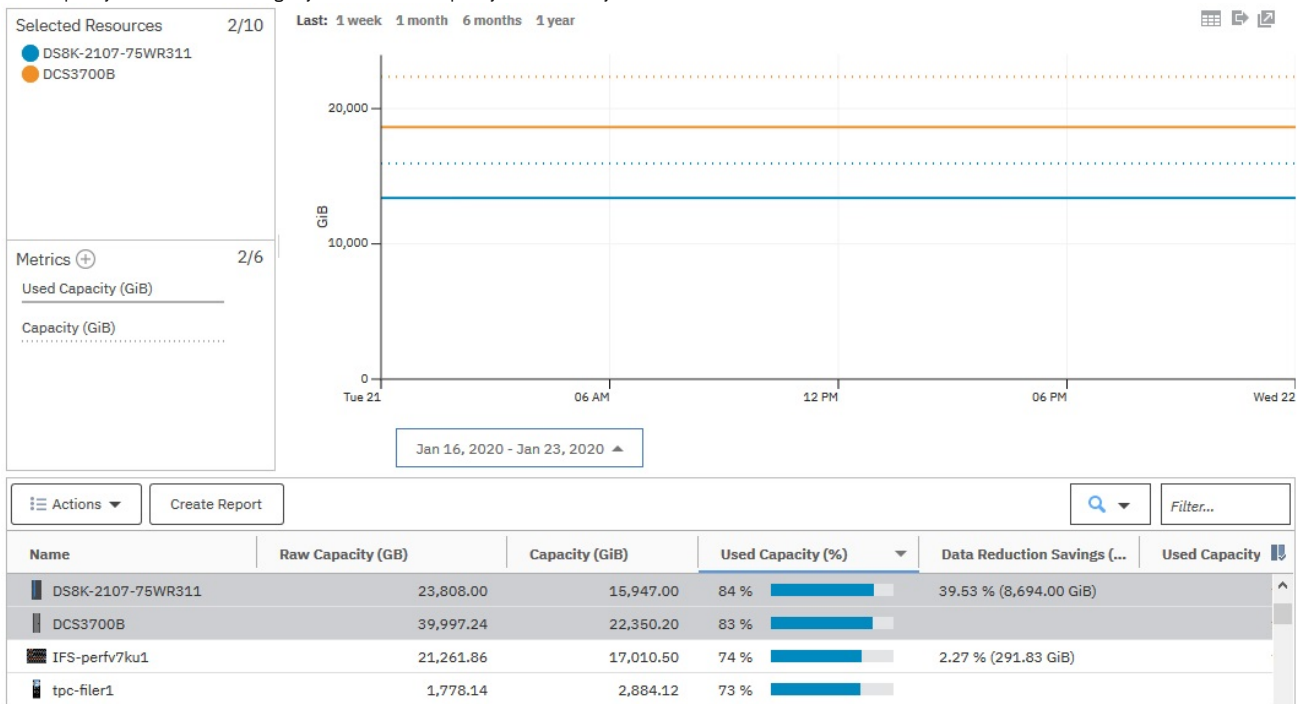 Selected Resources 2/10
DS8K-2107-75WR311
DCS3700B
Metrics 2/6
Used Capacity (GiB)
Capacity (GiB)
Last: 1 week 1 month 6 months 1 year
GiB
20,000
10,000
0
Tue 21 06 AM 12 PM 06 PM Wed 22
Jan 16, 2020 - Jan 23, 2020
Actions Create Report Filter...
Name Raw Capacity (GB) Capacity (GiB) Used Capacity (%) Data Reduction Savings (... Used Capacity
DS8K-2107-75WR311 23,808.00 15,947.00 84 % 39.53 % (8,694.00 GiB)
DCS3700B 39,997.24 22,350.20 83 %
IFS-perfv7ku1 21,261.86 17,010.50 74 % 2.27 % (291.83 GiB)
tpc-filer1 1,778.14 2,884.12 73 %